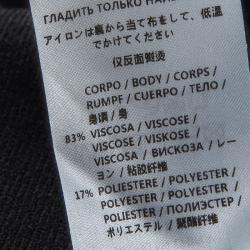 ГЛАДИТЬ ТОЛЬКО НАИ
アイロンは裏から当て布をして、低温
でかけてください。
仅反面熨烫
CORPO / BODY / CORPS /
RUMPF / CUERPO / ТЕЛО /
身頃 / 身
83% VISCOSA / VISCOSE /
VISCOSE / VISKOSE /
VISCOSA / ВИСКОЗА / レー
ヨン / 粘胶纤维
17% POLIESTERE / POLYESTER
/ POLYESTER / POLYESTER /
POLIESTER / ПОЛИЭСТЕР /
ポリエステル / 聚酯纤维